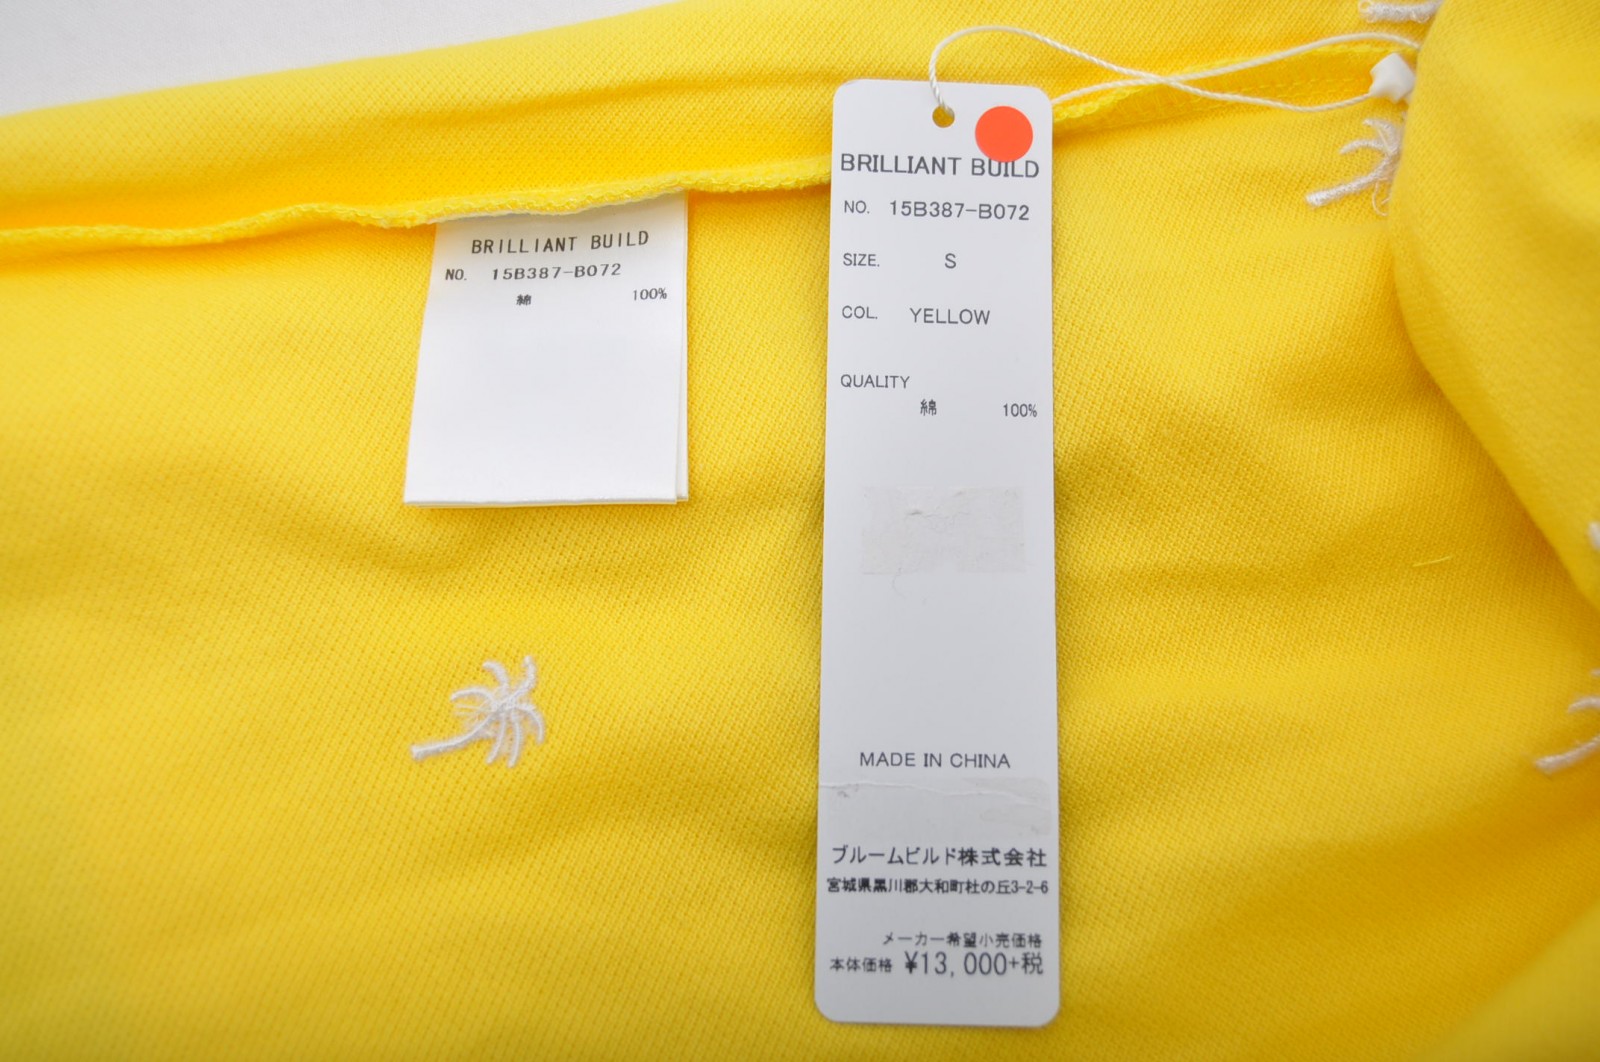 BRILLIANT BUILD
NO. 15B387-B072
綿 100%
BRILLIANT BUILD
NO. 15B387-B072
SIZE. S
COL. YELLOW
QUALITY
綿 100%
MADE IN CHINA
ブルームビルド株式会社
宮城県黒川郡大和町杜の丘3-2-6
メーカー希望小売価格
本体価格 ¥13,000+税